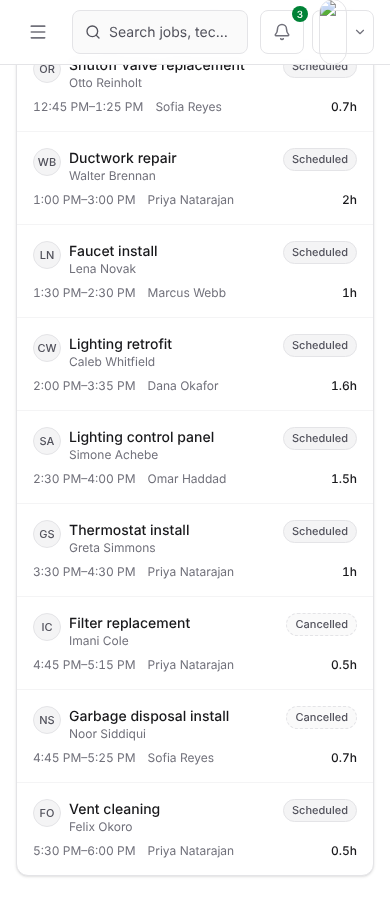 Search jobs, tec...
3
OR
Shutoff valve replacement
Scheduled
Otto Reinholt
12:45 PM–1:25 PM Sofia Reyes 0.7h
WB
Ductwork repair
Scheduled
Walter Brennan
1:00 PM–3:00 PM Priya Natarajan 2h
LN
Faucet install
Scheduled
Lena Novak
1:30 PM–2:30 PM Marcus Webb 1h
CW
Lighting retrofit
Scheduled
Caleb Whitfield
2:00 PM–3:35 PM Dana Okafor 1.6h
SA
Lighting control panel
Scheduled
Simone Achebe
2:30 PM–4:00 PM Omar Haddad 1.5h
GS
Thermostat install
Scheduled
Greta Simmons
3:30 PM–4:30 PM Priya Natarajan 1h
IC
Filter replacement
Cancelled
Imani Cole
4:45 PM–5:15 PM Priya Natarajan 0.5h
NS
Garbage disposal install
Cancelled
Noor Siddiqui
4:45 PM–5:25 PM Sofia Reyes 0.7h
FO
Vent cleaning
Scheduled
Felix Okoro
5:30 PM–6:00 PM Priya Natarajan 0.5h